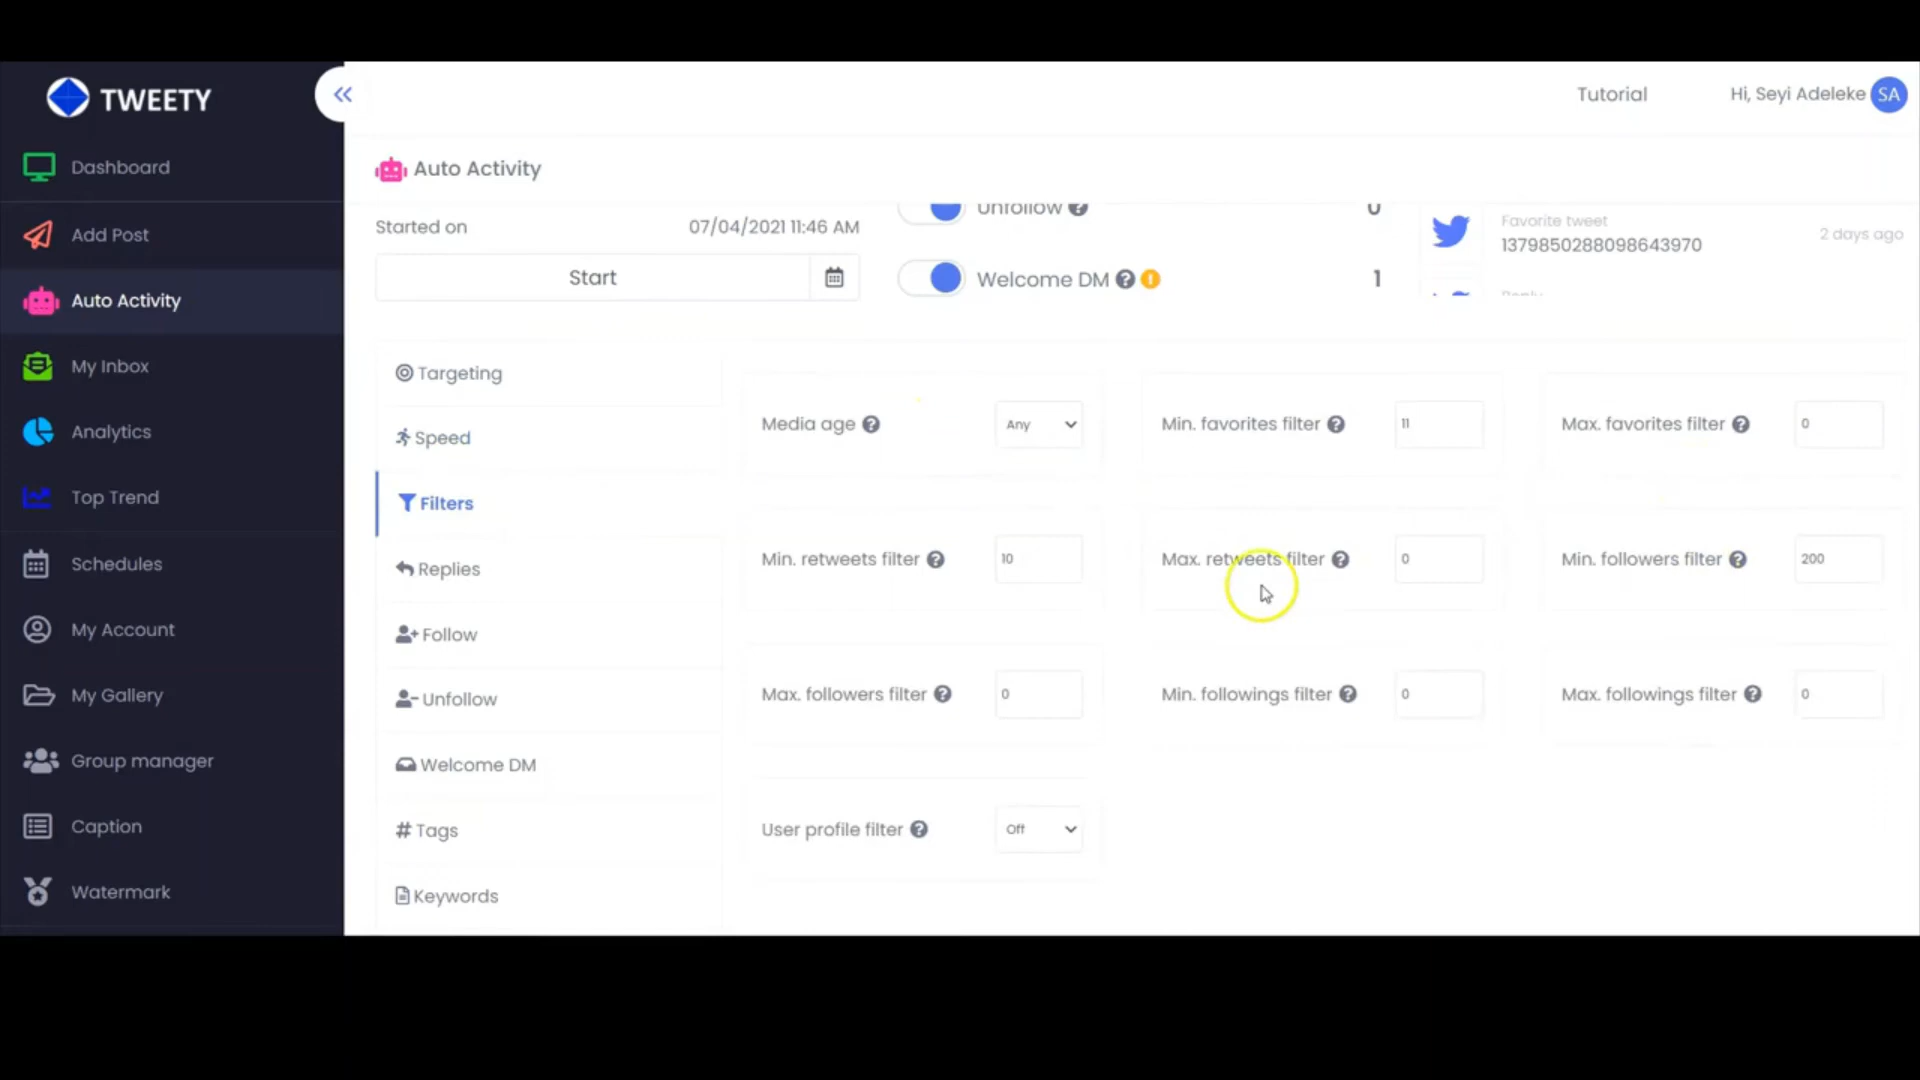 TWEETY
Tutorial
Hi, Seyi Adeleke SA
Dashboard
Add Post
Auto Activity
My Inbox
Analytics
Top Trend
Schedules
My Account
My Gallery
Group manager
Caption
Watermark
Auto Activity
Started on 07/04/2021 11:46 AM
Start
Unfollow 0
Welcome DM 1
Favorite tweet
1379850288098643970
2 days ago
Reply
Targeting
Speed
Filters
Replies
Follow
Unfollow
Welcome DM
# Tags
Keywords
Media age Any
Min. favorites filter 11
Max. favorites filter 0
Min. retweets filter 10
Max. retweets filter 0
Min. followers filter 200
Max. followers filter 0
Min. followings filter 0
Max. followings filter 0
User profile filter Off